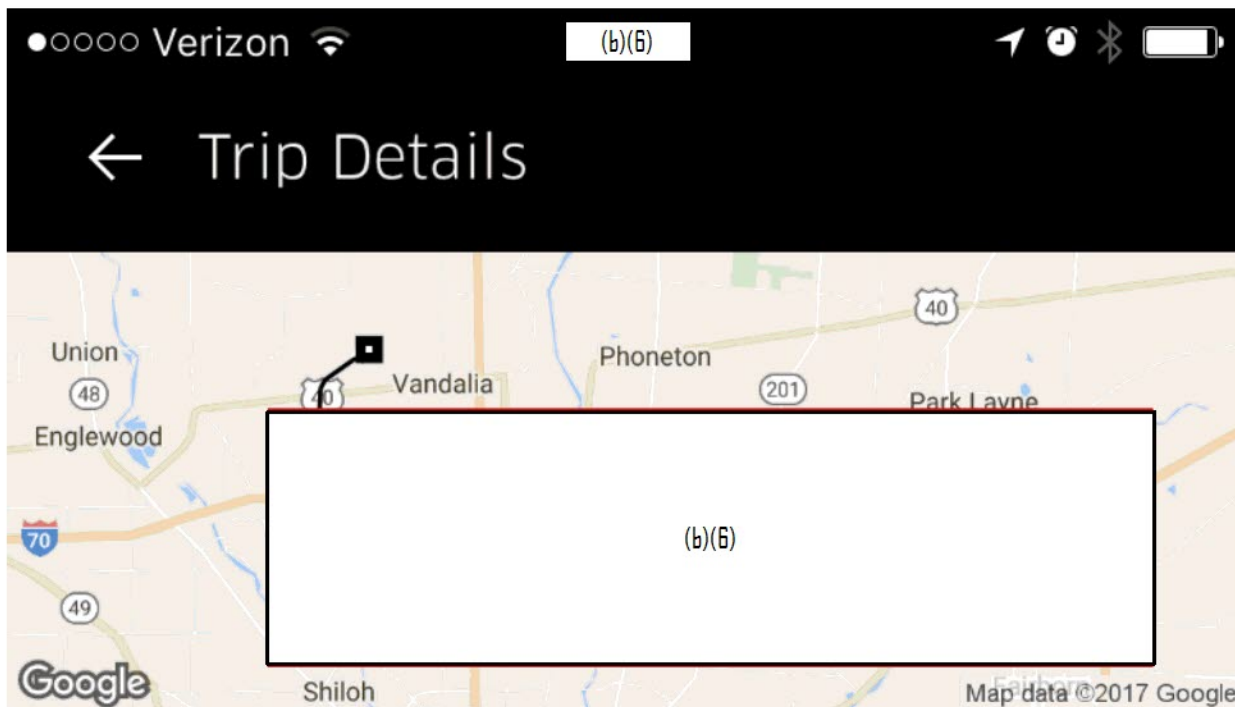 Verizon (b)(6)
← Trip Details
40
Union
Phoneton
48
Vandalia
201
40
Park Layne
Englewood
(b)(6)
70
49
Google
Shiloh
Map data ©2017 Google